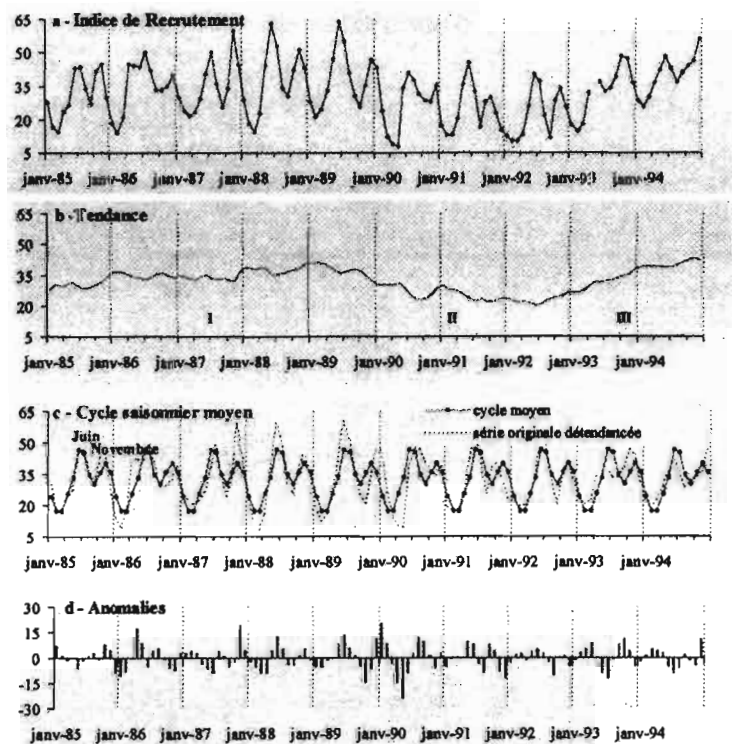 a - Indice de Recrutement
65
50
35
20
5
janv-85 janv-86 janv-87 janv-88 janv-89 janv-90 janv-91 janv-92 janv-93 janv-94
b - Tendance
65
50
35
20
5
I II III
janv-85 janv-86 janv-87 janv-88 janv-89 janv-90 janv-91 janv-92 janv-93 janv-94
c - Cycle saisonnier moyen
cycle moyen
série originale détendancée
Juin
Novembre
65
50
35
20
5
janv-85 janv-86 janv-87 janv-88 janv-89 janv-90 janv-91 janv-92 janv-93 janv-94
d - Anomalies
30
15
0
-15
-30
janv-85 janv-86 janv-87 janv-88 janv-89 janv-90 janv-91 janv-92 janv-93 janv-94